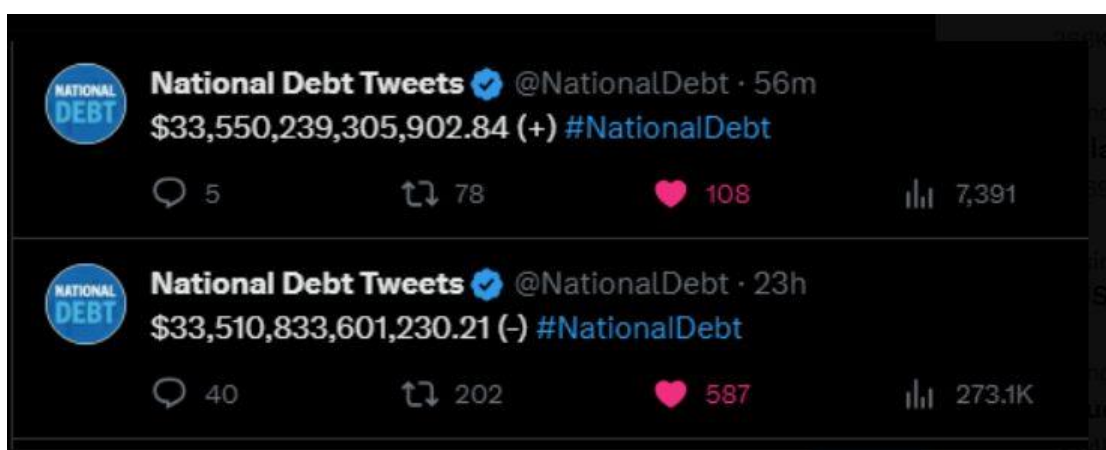 NATIONAL
DEBT
National Debt Tweets @NationalDebt · 56m
$33,550,239,305,902.84 (+) #NationalDebt
5 78 108 7,391
NATIONAL
DEBT
National Debt Tweets @NationalDebt · 23h
$33,510,833,601,230.21 (-) #NationalDebt
40 202 587 273.1K